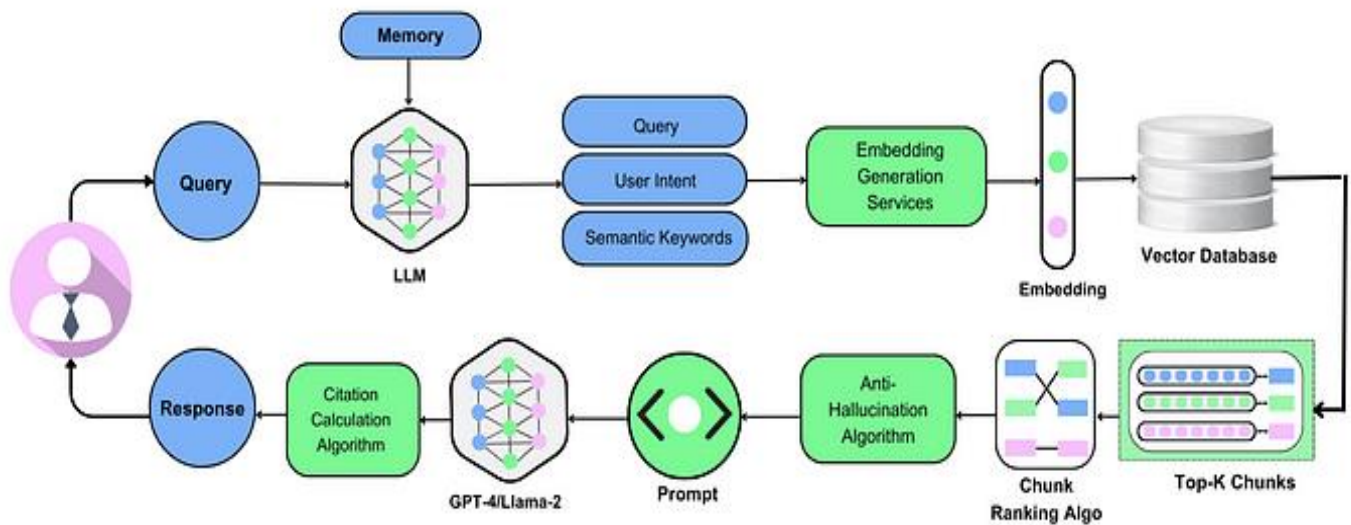 Memory
Query
LLM
Query
User Intent
Semantic Keywords
Embedding
Generation
Services
Embedding
Vector Database
Response
Citation
Calculation
Algorithm
GPT-4/Llama-2
Prompt
Anti-
Hallucination
Algorithm
Chunk
Ranking Algo
Top-K Chunks